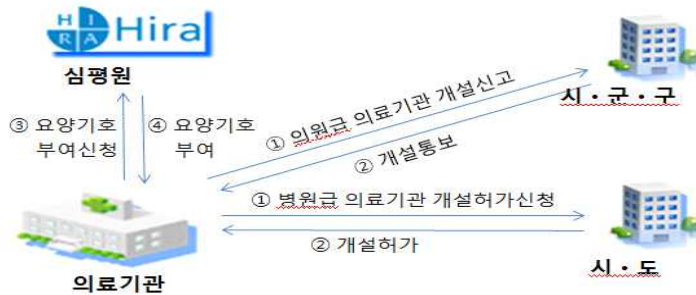 HIRA Hira
심평원
③ 요양기호
부여신청
④ 요양기호
부여
① 의원급 의료기관 개설신고
② 개설통보
시・군・구
① 병원급 의료기관 개설허가신청
② 개설허가
의료기관
시・도